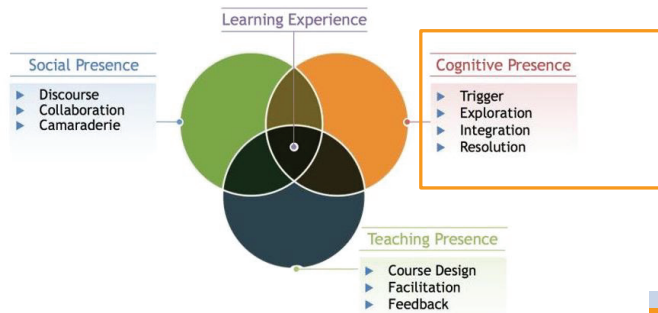 Learning Experience
Social Presence
Discourse
Collaboration
Camaraderie
Cognitive Presence
Trigger
Exploration
Integration
Resolution
Teaching Presence
Course Design
Facilitation
Feedback